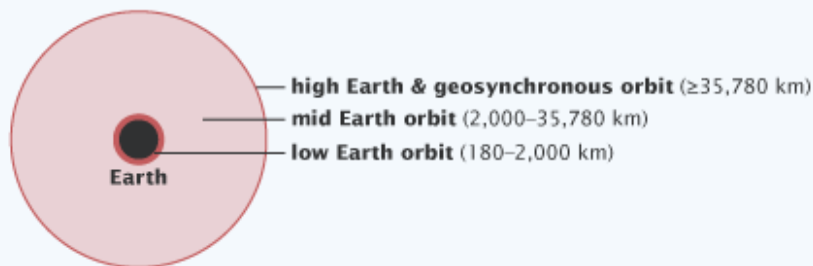 high Earth & geosynchronous orbit (≥35,780 km)
mid Earth orbit (2,000–35,780 km)
low Earth orbit (180–2,000 km)
Earth